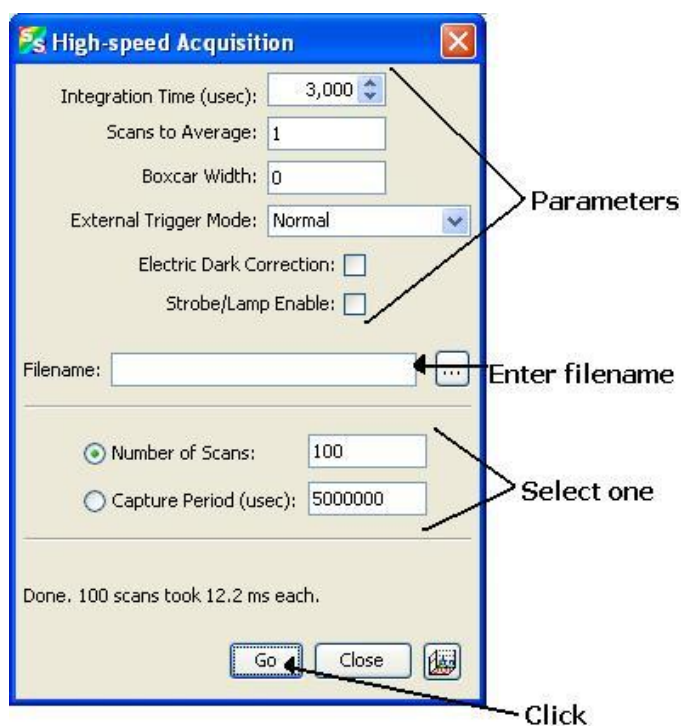 SS High-speed Acquisition
Integration Time (usec): 3,000
Scans to Average: 1
Boxcar Width: 0
Parameters
External Trigger Mode: Normal
Electric Dark Correction:
Strobe/Lamp Enable:
Filename: ...
Enter filename
Number of Scans: 100
Select one
Capture Period (usec): 5000000
Done. 100 scans took 12.2 ms each.
Go Close
Click